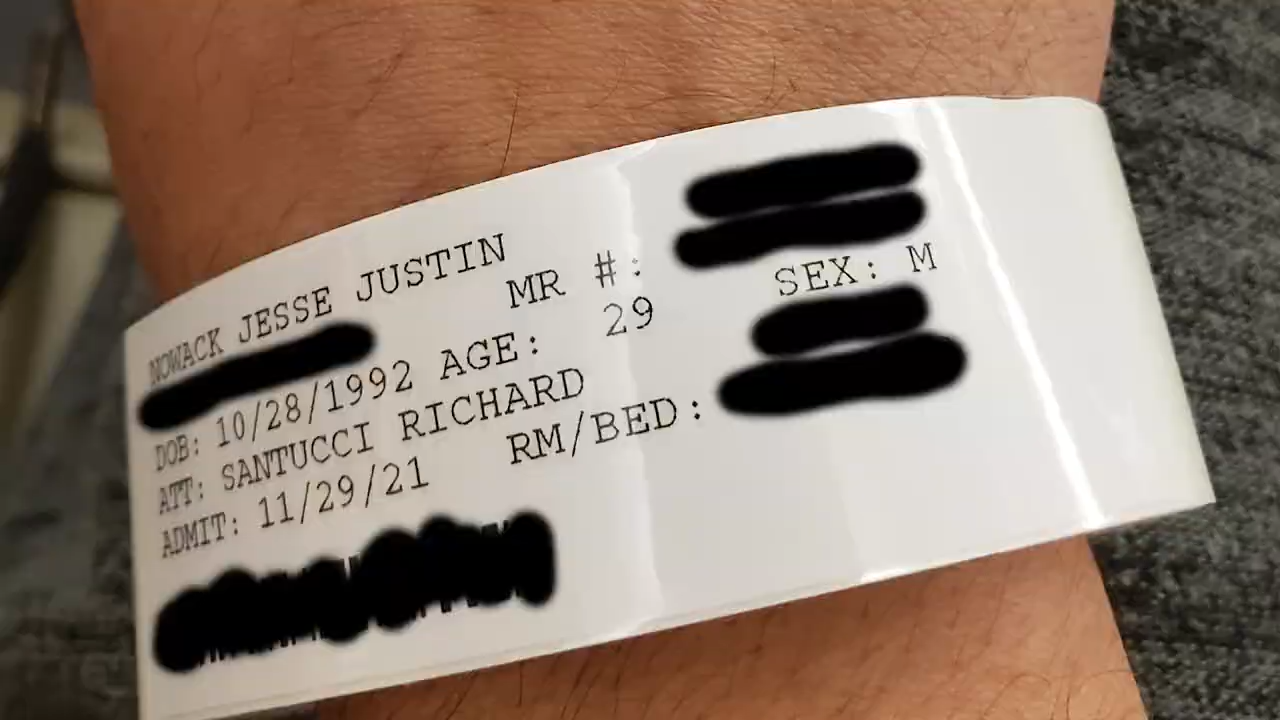 NOWACK JESSE JUSTIN
MR #:
DOB: 10/28/1992 AGE: 29 SEX: M
ATT: SANTUCCI RICHARD
ADMIT: 11/29/21 RM/BED: